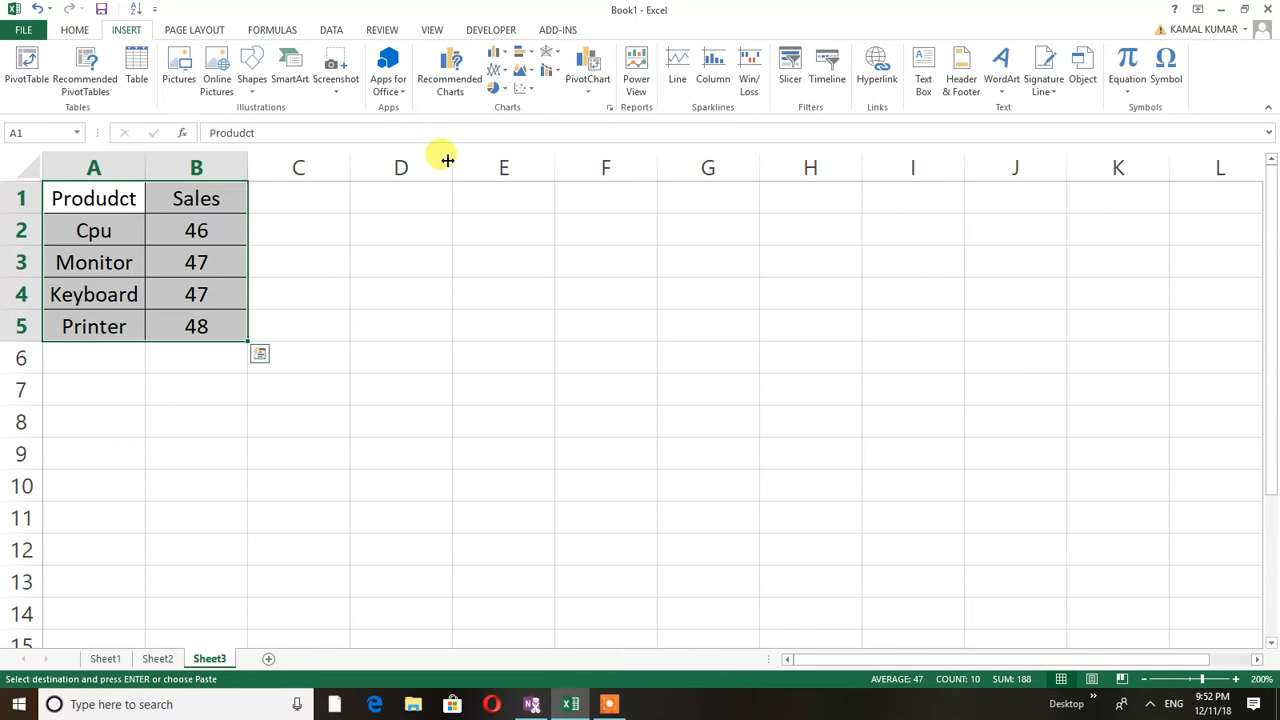 Book1 - Excel
FILE HOME INSERT PAGE LAYOUT FORMULAS DATA REVIEW VIEW DEVELOPER ADD-INS KAMAL KUMAR
PivotTable Recommended PivotTables Table Pictures Online Pictures Shapes SmartArt Screenshot Apps for Office Recommended Charts PivotChart Power View Line Column Win/ Loss Slicer Timeline Hyperlink Text Box Header & Footer WordArt Signature Line Object Equation Symbol
Tables Illustrations Apps Charts Reports Sparklines Filters Links Text Symbols
A1 fx Produdct
A B C D E F G H I J K L
1 Produdct Sales
2 Cpu 46
3 Monitor 47
4 Keyboard 47
5 Printer 48
6
7
8
9
10
11
12
13
14
15
Sheet1 Sheet2 Sheet3
Select destination and press ENTER or choose Paste AVERAGE: 47 COUNT: 10 SUM: 188 200%
Type here to search Desktop ENG 9:52 PM
12/11/18